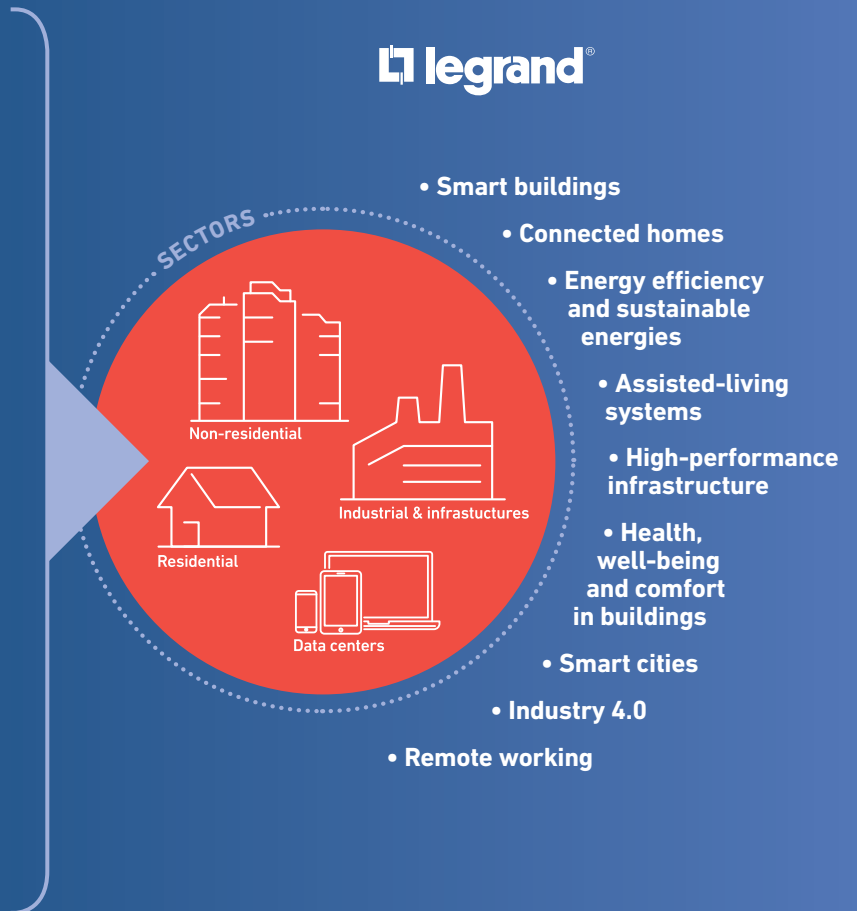 legrand®
• Smart buildings
• Connected homes
• Energy efficiency
and sustainable
energies
• Assisted-living
systems
• High-performance
infrastructure
• Health,
well-being
and comfort
in buildings
• Smart cities
• Industry 4.0
• Remote working
SECTORS
Non-residential
Industrial & infrastuctures
Residential
Data centers